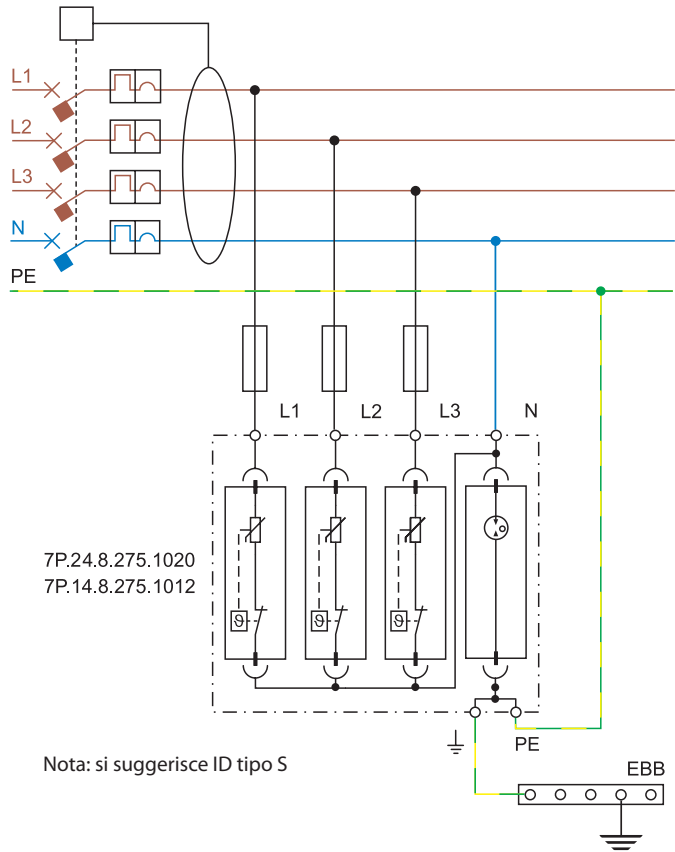 L1
L2
L3
N
PE
L1
L2
L3
N
7P.24.8.275.1020
7P.14.8.275.1012
ϑ
ϑ
ϑ
PE
Nota: si suggerisce ID tipo S
EBB